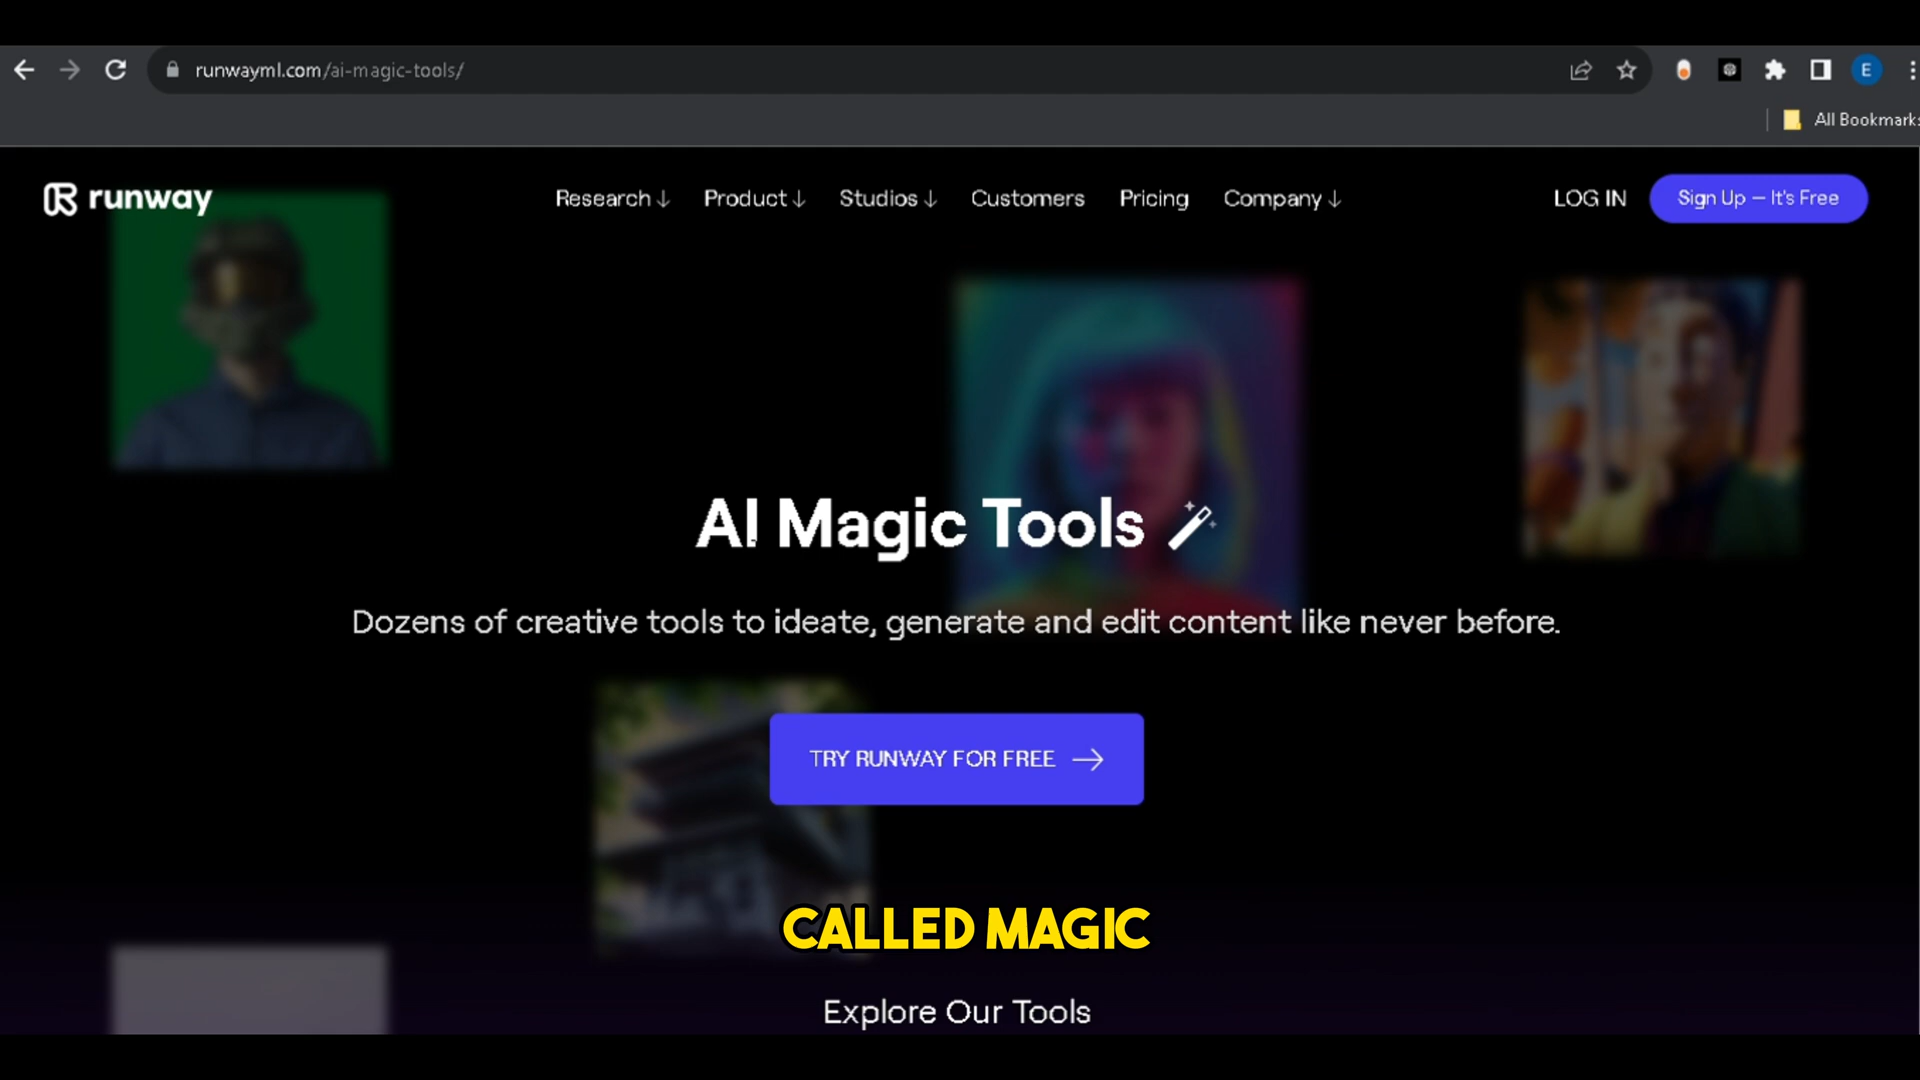 runwayml.com/ai-magic-tools/
E
All Bookmarks
runway
Research ↓ Product ↓ Studios ↓ Customers Pricing Company ↓
LOG IN
Sign Up – It's Free
AI Magic Tools
Dozens of creative tools to ideate, generate and edit content like never before.
TRY RUNWAY FOR FREE →
CALLED MAGIC
Explore Our Tools